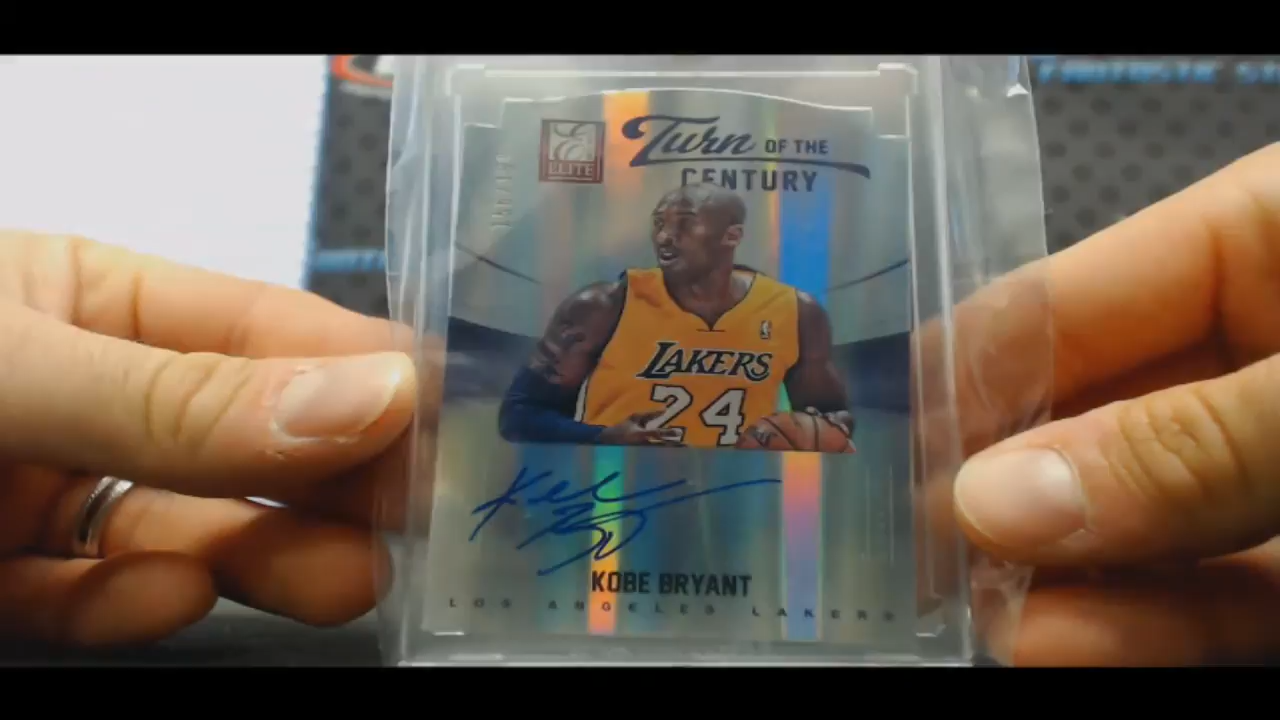 ELITE
Turn OF THE
CENTURY
LAKERS
24
KOBE BRYANT
LOS ANGELES LAKERS